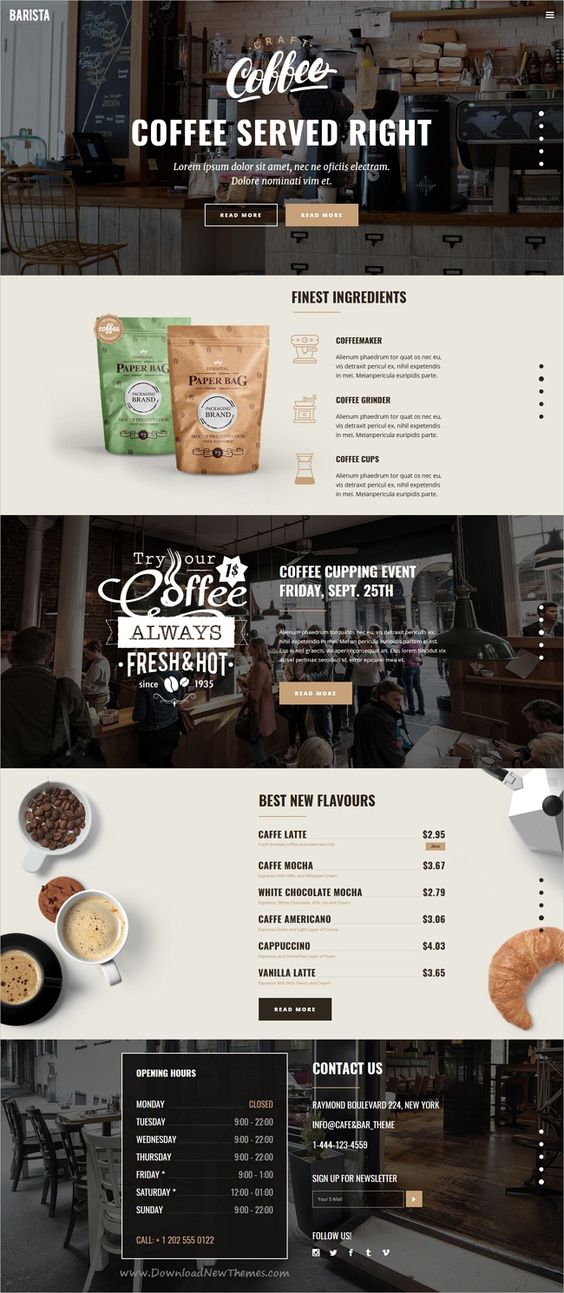 BARISTA
CRAFT
Coffee
COFFEE SERVED RIGHT
Lorem ipsum dolor sit amet, nec ne oficiis electram.
Dolore nominati vim et.
READ MORE
READ MORE
FINEST INGREDIENTS
coffee
ESSENTIAL
PAPER BAG
PACKAGING
BRAND
MOCUP PRESENTATION
ESSENTIAL
PAPER BAG
PACKAGING
BRAND
MOCUP PRESENTATION
COFFEEMAKER
Alienum phaedrum tor quat os nec eu,
vis detraxit pericul ex, nihil expetendis
in mei. Meianpericula euripidis parte.
COFFEE GRINDER
Alienum phaedrum tor quat os nec eu,
vis detraxit pericul ex, nihil expetendis
in mei. Meianpericula euripidis parte.
COFFEE CUPS
Alienum phaedrum tor quat os nec eu,
vis detraxit pericul ex, nihil expetendis
in mei. Meianpericula euripidis parte.
Try our
1$
Coffee
ALWAYS
FRESH & HOT
since 1935
COFFEE CUPPING EVENT
FRIDAY, SEPT. 25TH
Alienum phaedrum torquatos nec eu, vis detraxit periculis ex,
nihil expetendis in mei. Mei an pericula euripidis partem ei est.
Eos ei nisl graecis, vix aperiri consequat an. Eius lorem tincidunt vix
at, vel pertinax sensibus id, error epicurei mea et.
READ MORE
BEST NEW FLAVOURS
CAFFE LATTE $2.95
Fresh brewed coffee and steamed milk
New
CAFFE MOCHA $3.67
Espresso With Milk, and Whipped Cream
WHITE CHOCOLATE MOCHA $2.79
Espresso, White Chocolate, Milk, Ice and Cream
CAFFE AMERICANO $3.06
Espresso Shots and Light Layer of Crema
CAPPUCCINO $4.03
Espresso, and Smoothed Layer of Foam
VANILLA LATTE $3.65
Espresso Milk With Flavor and Cream
READ MORE
OPENING HOURS
MONDAY CLOSED
TUESDAY 9:00 - 22:00
WEDNESDAY 9:00 - 22:00
THURSDAY 9:00 - 22:00
FRIDAY * 9:00 - 1:00
SATURDAY * 12:00 - 01:00
SUNDAY 9:00 - 22:00
CALL: + 1 202 555 0122
CONTACT US
RAYMOND BOULEVARD 224, NEW YORK
INFO@CAFE&BAR_THEME
1-444-123-4559
SIGN UP FOR NEWSLETTER
Your E-Mail
FOLLOW US!
www.DownloadNewThemes.com